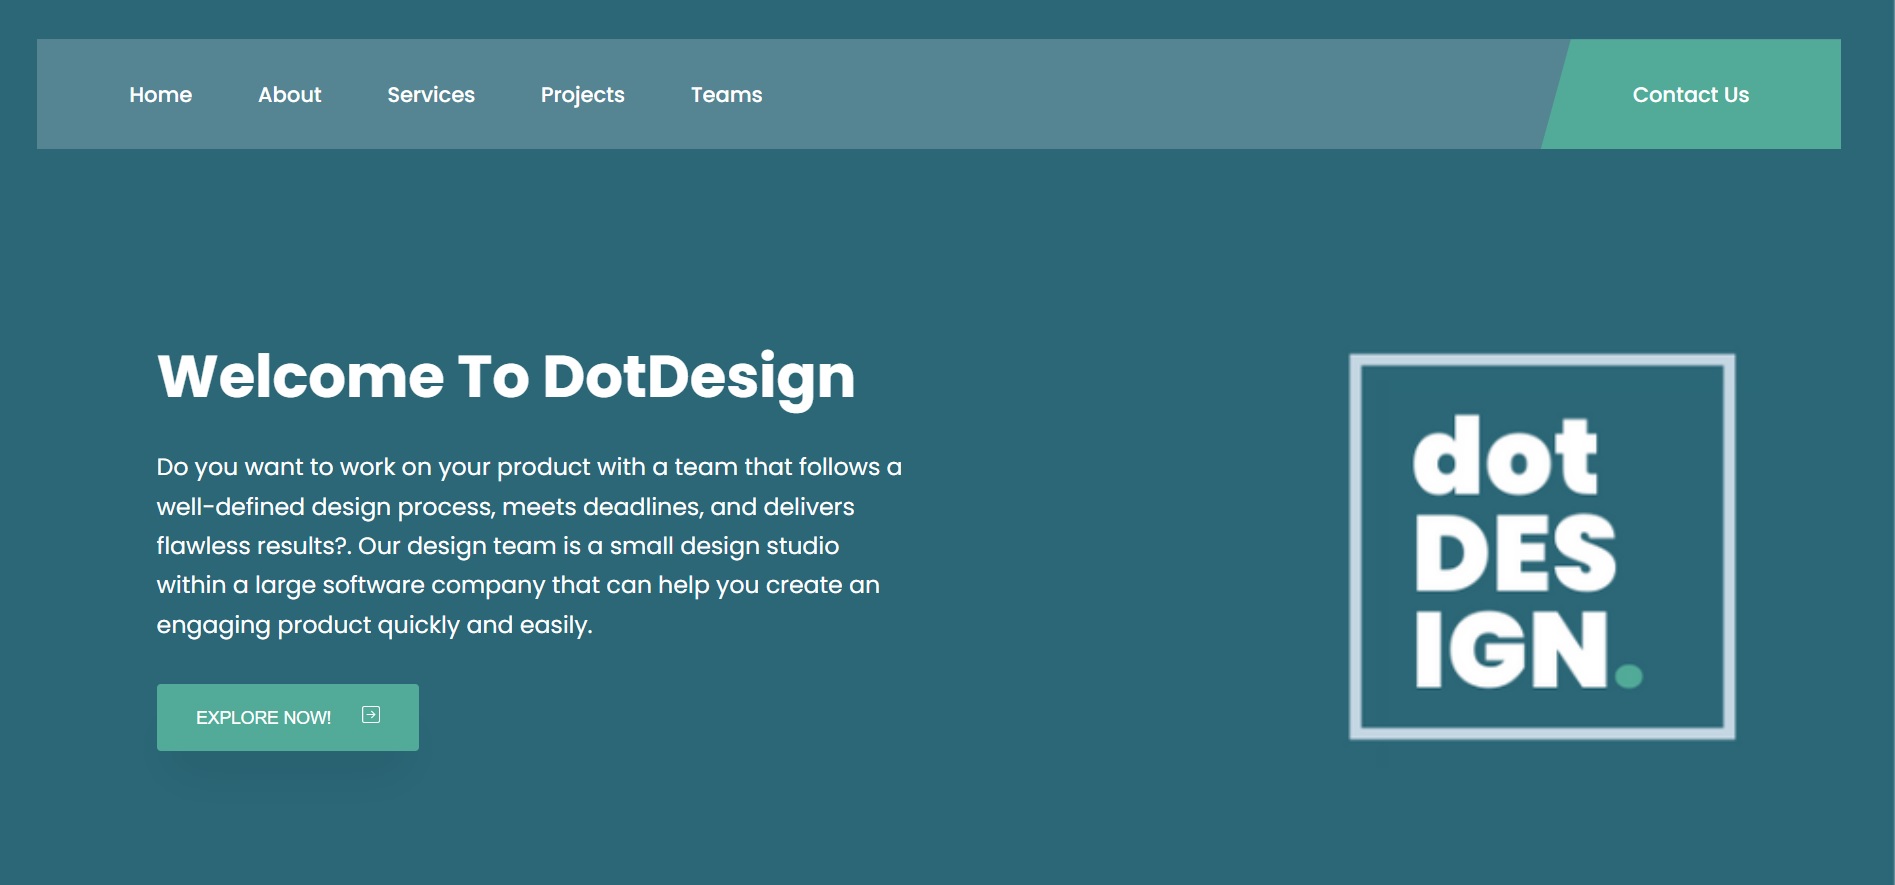 Home About Services Projects Teams Contact Us
Welcome To DotDesign
Do you want to work on your product with a team that follows a
well-defined design process, meets deadlines, and delivers
flawless results?. Our design team is a small design studio
within a large software company that can help you create an
engaging product quickly and easily.
EXPLORE NOW!
dot
DES
IGN.